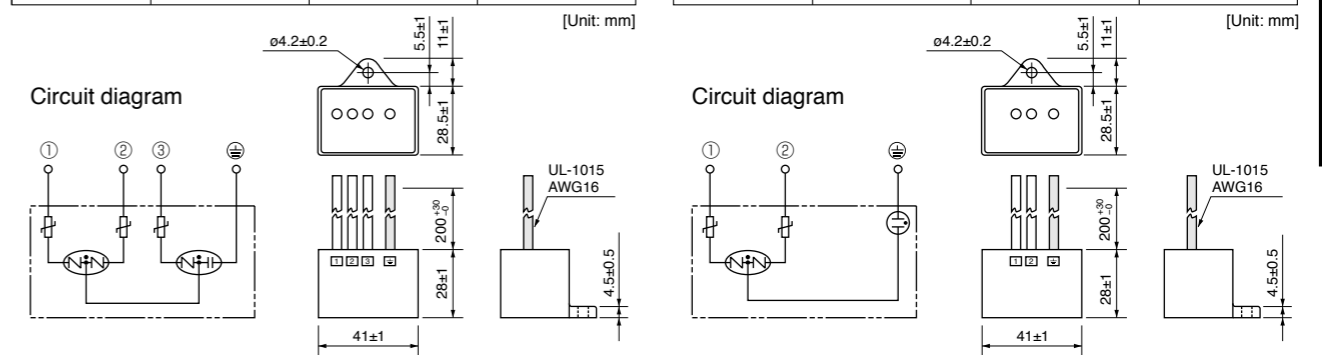 [Unit: mm]
ø4.2±0.2
5.5±1
11±1
28.5±1
Circuit diagram
① ② ③
UL-1015
AWG16
200 +30 -0
1 2 3
28±1
4.5±0.5
41±1
[Unit: mm]
ø4.2±0.2
5.5±1
11±1
28.5±1
Circuit diagram
① ②
UL-1015
AWG16
200 +30 -0
1 2
28±1
4.5±0.5
41±1